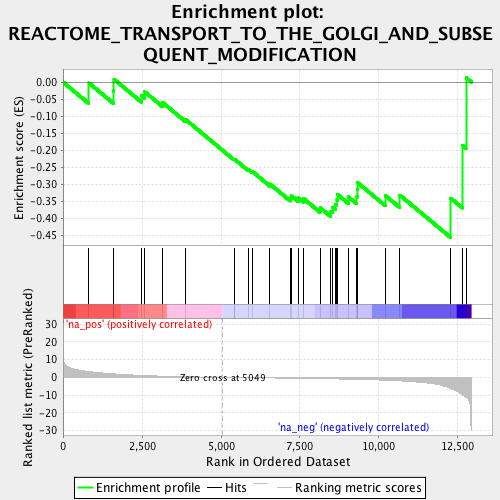 Enrichment plot:
REACTOME_TRANSPORT_TO_THE_GOLGI_AND_SUBSE
QUENT_MODIFICATION
Enrichment score (ES)
0.00
-0.05
-0.10
-0.15
-0.20
-0.25
-0.30
-0.35
-0.40
-0.45
'na_pos' (positively correlated)
Ranked list metric (PreRanked)
30
20
10
0
-10
-20
-30
Zero cross at 5049
'na_neg' (negatively correlated)
0
2,500
5,000
7,500
10,000
12,500
Rank in Ordered Dataset
Enrichment profile
Hits
Ranking metric scores